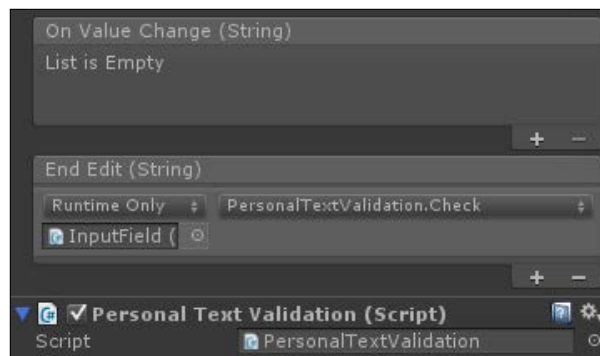 On Value Change (String)
List is Empty
+ −
End Edit (String)
Runtime Only PersonalTextValidation.Check
InputField (
+ −
Personal Text Validation (Script)
Script PersonalTextValidation